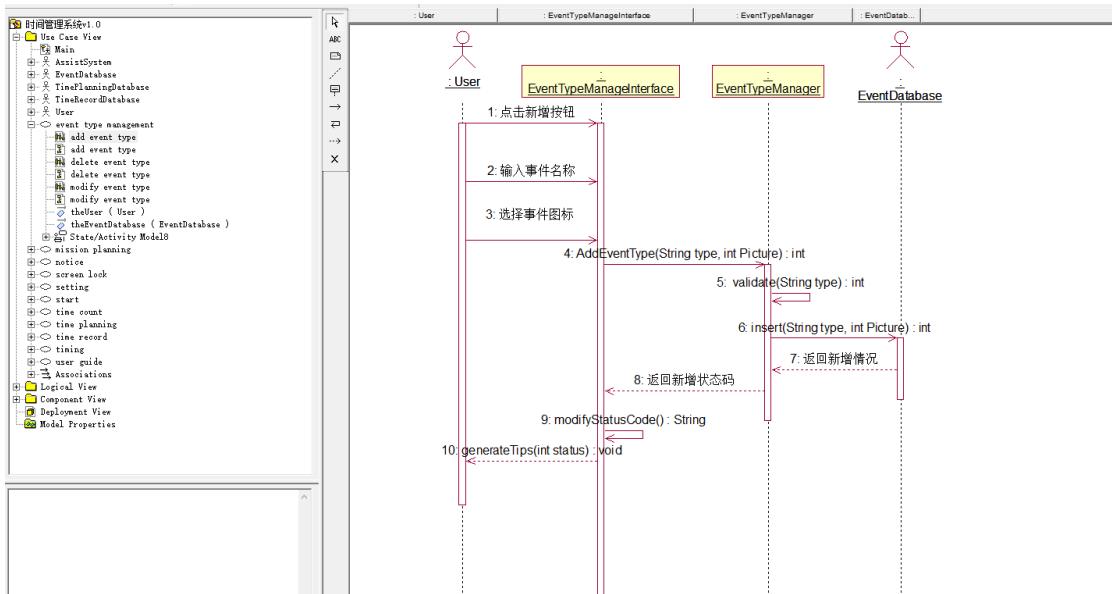 时间管理系统v1.0
Use Case View
Main
AssistSystem
EventDatabase
TimePlanningDatabase
TimeRecordDatabase
User
event type management
add event type
add event type
delete event type
delete event type
modify event type
modify event type
theUser ( User )
theEventDatabase ( EventDatabase )
State/Activity Model8
mission planning
notice
screen lock
setting
start
time count
time planning
time record
timing
user guide
Associations
Logical View
Component View
Deployment View
Model Properties
ABC
: User
: EventTypeManageInterface
: EventTypeManager
: EventDatab...
: User
:
EventTypeManageInterface
:
EventTypeManager
:
EventDatabase
1: 点击新增按钮
2: 输入事件名称
3: 选择事件图标
4: AddEventType(String type, int Picture) : int
5: validate(String type) : int
6: insert(String type, int Picture) : int
7: 返回新增情况
8: 返回新增状态码
9: modifyStatusCode() : String
10: generateTips(int status) : void